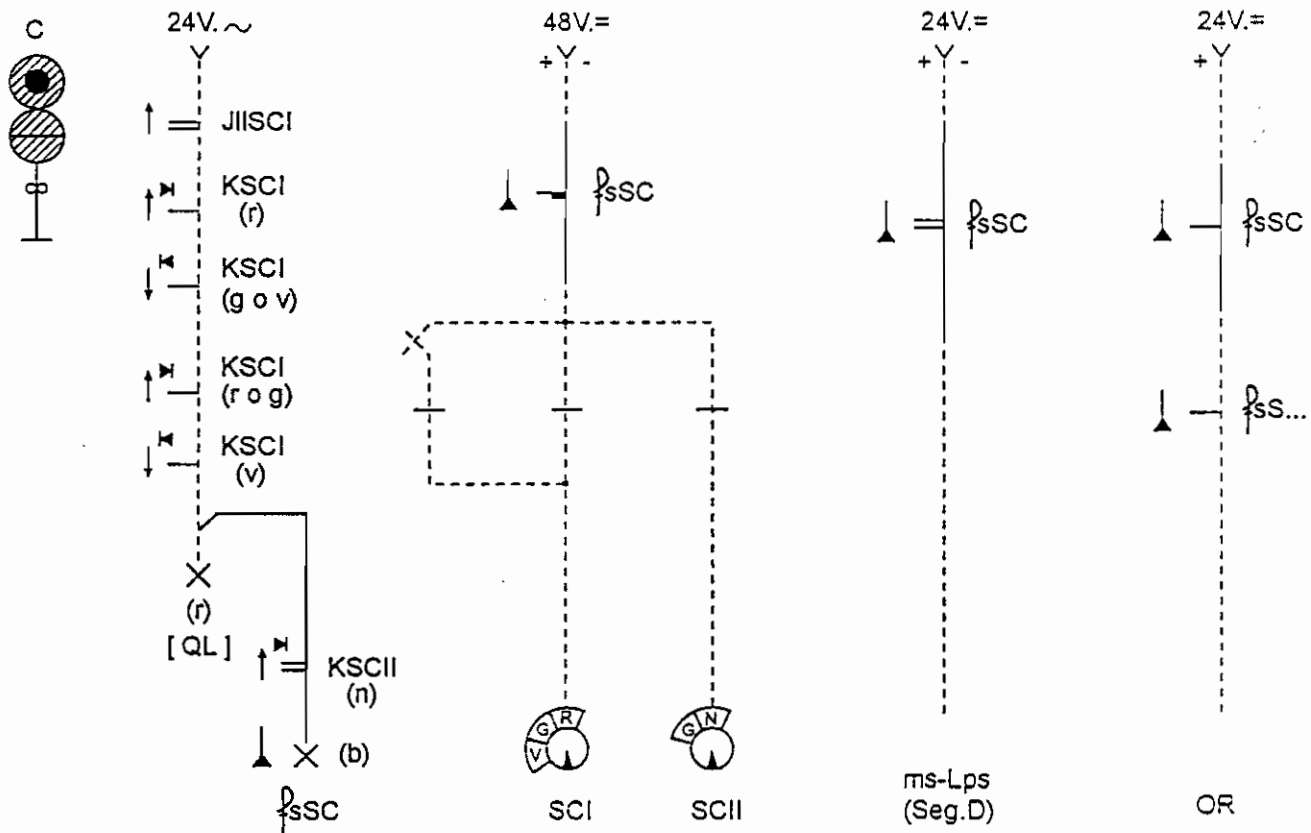 C
24V.~
48V.=
24V.=
24V.=
+ -
+ -
+
JIISCI
KSCI
(r)
KSCI
(g o v)
KSCI
(r o g)
KSCI
(v)
sSC
sSC
sSC
sS...
(r)
[ QL ]
KSCII
(n)
(b)
sSC
V G R
SCI
G N
SCII
ms-Lps
(Seg.D)
OR